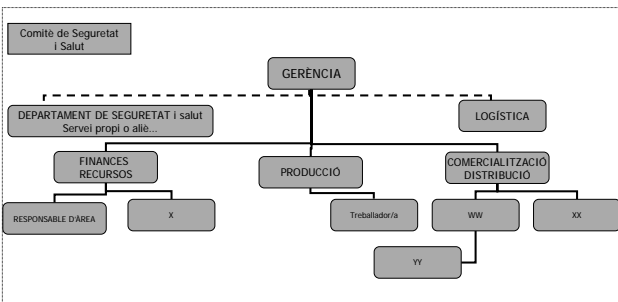 Comitè de Seguretat
i Salut
GERÈNCIA
DEPARTAMENT DE SEGURETAT i salut
Servei propi o aliè...
LOGÍSTICA
FINANCES
RECURSOS
PRODUCCIÓ
COMERCIALITZACIÓ
DISTRIBUCIÓ
RESPONSABLE D'ÀREA
X
Treballador/a
WW
XX
YY